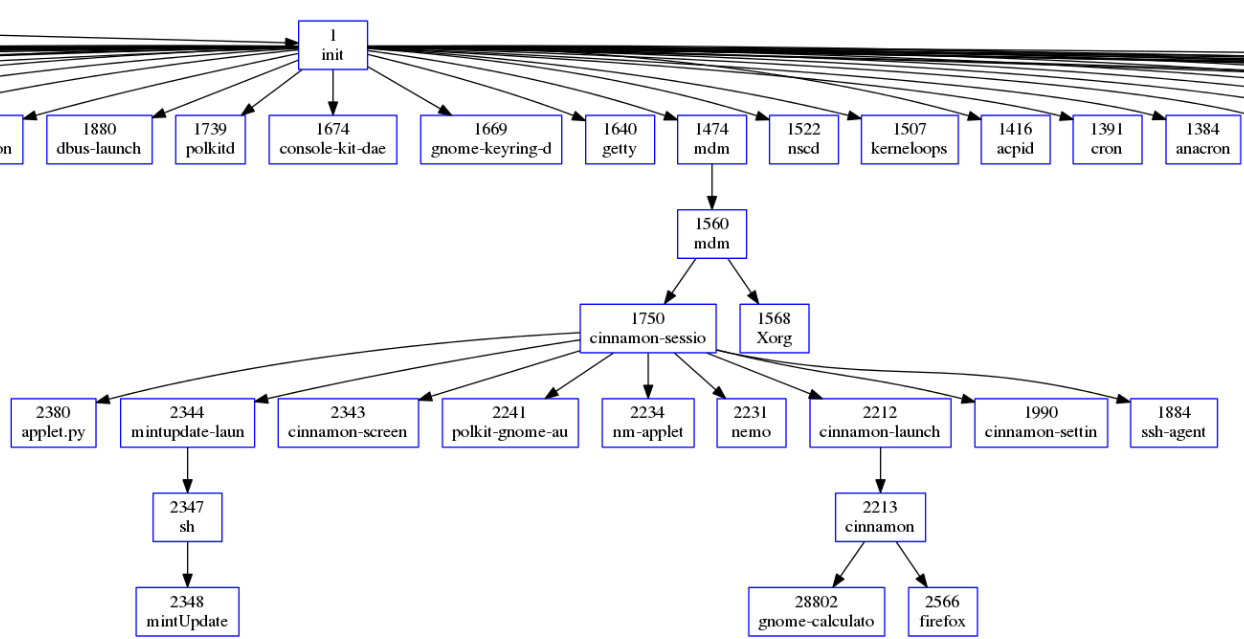 1
init
on
1880
dbus-launch
1739
polkitd
1674
console-kit-dae
1669
gnome-keyring-d
1640
getty
1474
mdm
1522
nscd
1507
kerneloops
1416
acpid
1391
cron
1384
anacron
1560
mdm
1750
cinnamon-sessio
1568
Xorg
2380
applet.py
2344
mintupdate-laun
2343
cinnamon-screen
2241
polkit-gnome-au
2234
nm-applet
2231
nemo
2212
cinnamon-launch
1990
cinnamon-settin
1884
ssh-agent
2347
sh
2213
cinnamon
2348
mintUpdate
28802
gnome-calculato
2566
firefox